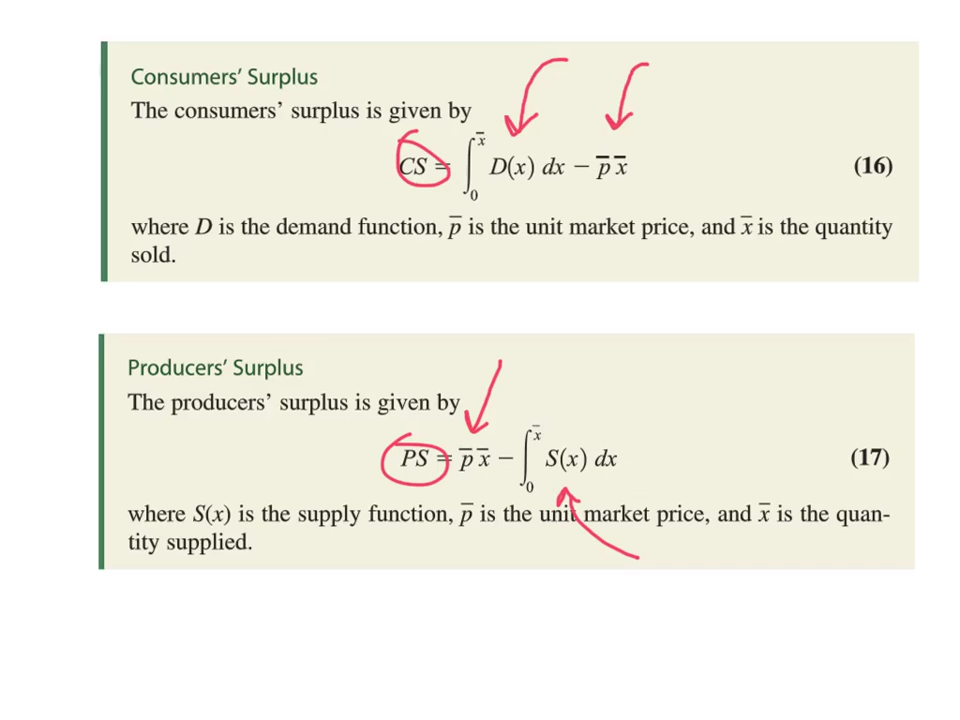 Consumers' Surplus
The consumers' surplus is given by
CS = ∫₀^x̄ D(x) dx − p̄ x̄ (16)
where D is the demand function, p̄ is the unit market price, and x̄ is the quantity
sold.
Producers' Surplus
The producers' surplus is given by
PS = p̄ x̄ − ∫₀^x̄ S(x) dx (17)
where S(x) is the supply function, p̄ is the unit market price, and x̄ is the quan-
tity supplied.